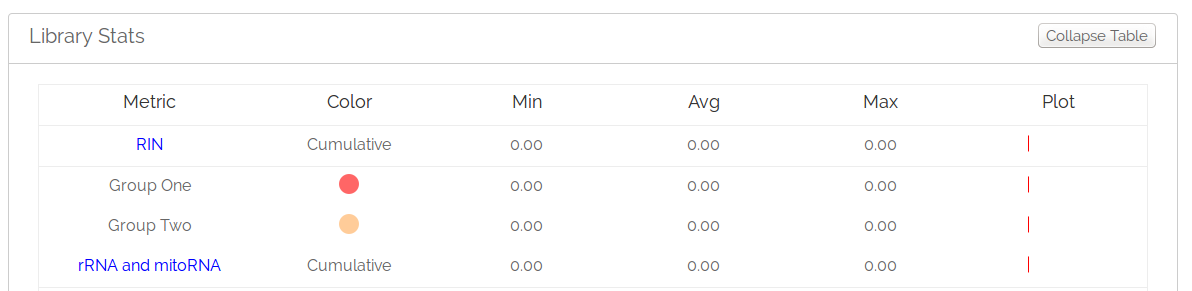 Library Stats Collapse Table
Metric Color Min Avg Max Plot
RIN Cumulative 0.00 0.00 0.00
Group One 0.00 0.00 0.00
Group Two 0.00 0.00 0.00
rRNA and mitoRNA Cumulative 0.00 0.00 0.00